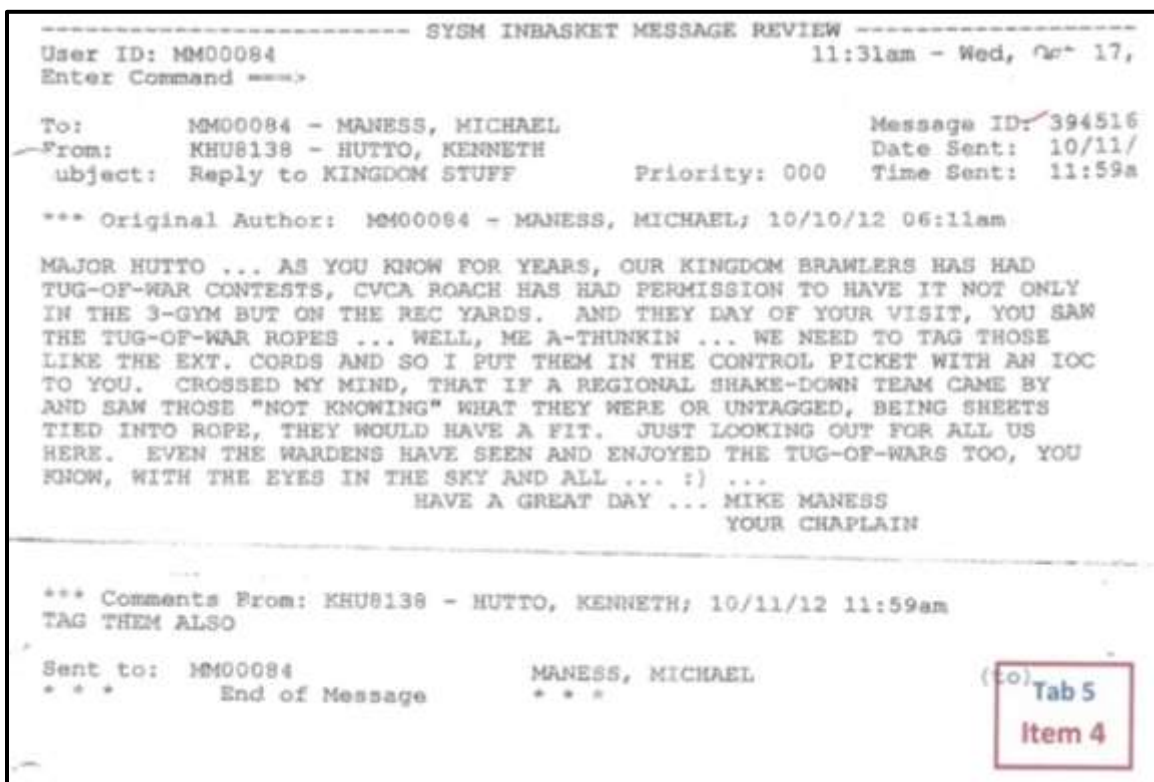 ------------------------- SYSM INBASKET MESSAGE REVIEW -------------------
User ID: MM00084 11:31am - Wed, Oct 17,
Enter Command ===>
To: MM00084 - MANESS, MICHAEL Message ID: 394516
From: KHU8138 - HUTTO, KENNETH Date Sent: 10/11/
ubject: Reply to KINGDOM STUFF Priority: 000 Time Sent: 11:59a
*** Original Author: MM00084 - MANESS, MICHAEL; 10/10/12 06:11am
MAJOR HUTTO ... AS YOU KNOW FOR YEARS, OUR KINGDOM BRAWLERS HAS HAD
TUG-OF-WAR CONTESTS, CVCA ROACH HAS HAD PERMISSION TO HAVE IT NOT ONLY
IN THE 3-GYM BUT ON THE REC YARDS. AND THEY DAY OF YOUR VISIT, YOU SAW
THE TUG-OF-WAR ROPES ... WELL, ME A-THUNKIN ... WE NEED TO TAG THOSE
LIKE THE EXT. CORDS AND SO I PUT THEM IN THE CONTROL PICKET WITH AN IOC
TO YOU. CROSSED MY MIND, THAT IF A REGIONAL SHAKE-DOWN TEAM CAME BY
AND SAW THOSE "NOT KNOWING" WHAT THEY WERE OR UNTAGGED, BEING SHEETS
TIED INTO ROPE, THEY WOULD HAVE A FIT. JUST LOOKING OUT FOR ALL US
HERE. EVEN THE WARDENS HAVE SEEN AND ENJOYED THE TUG-OF-WARS TOO, YOU
KNOW, WITH THE EYES IN THE SKY AND ALL ... :) ...
HAVE A GREAT DAY ... MIKE MANESS
YOUR CHAPLAIN
*** Comments From: KHU8138 - HUTTO, KENNETH; 10/11/12 11:59am
TAG THEM ALSO
Sent to: MM00084 MANESS, MICHAEL (to)
* * * End of Message * * *
Tab 5
Item 4